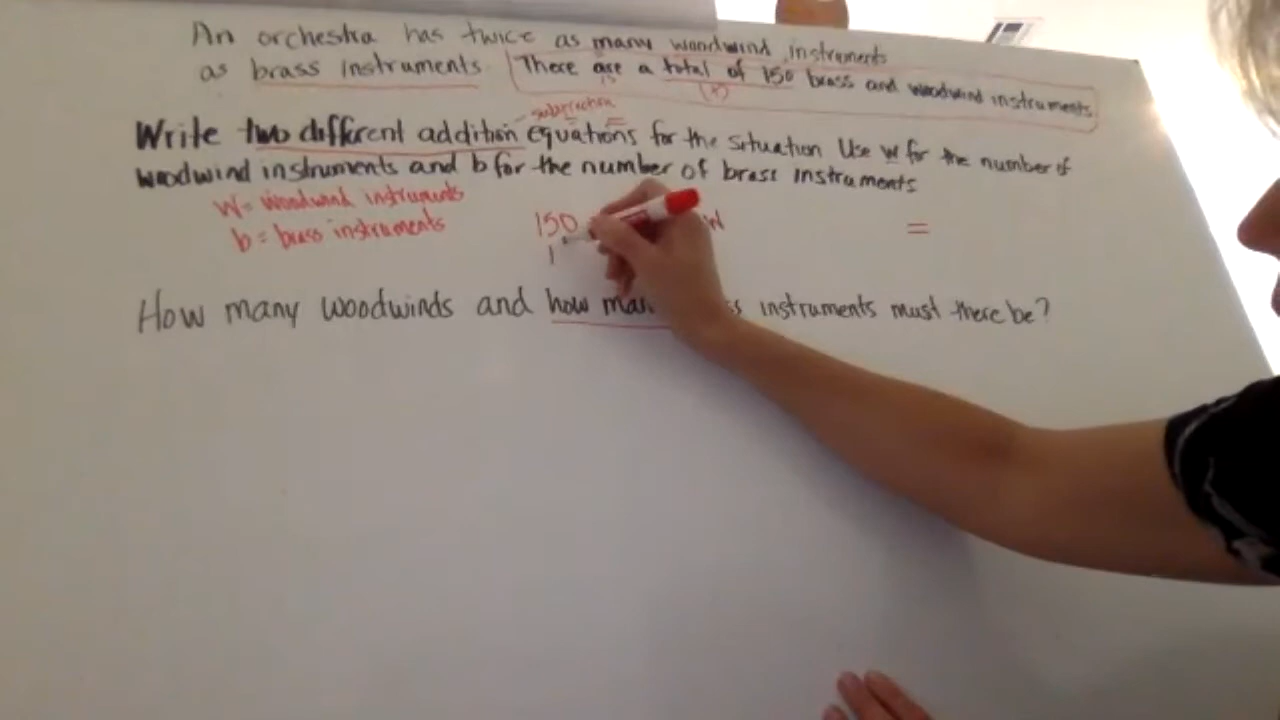 An orchestra has twice as many woodwind instruments
as brass instruments. There are a total of 150 brass and woodwind instruments.
is (+)
subtraction =
Write two different addition equations for the situation Use w for the number of
woodwind instruments and b for the number of brass instruments
W = woodwind instruments
b = brass instruments
150 W =
1
How many woodwinds and how instruments must there be?